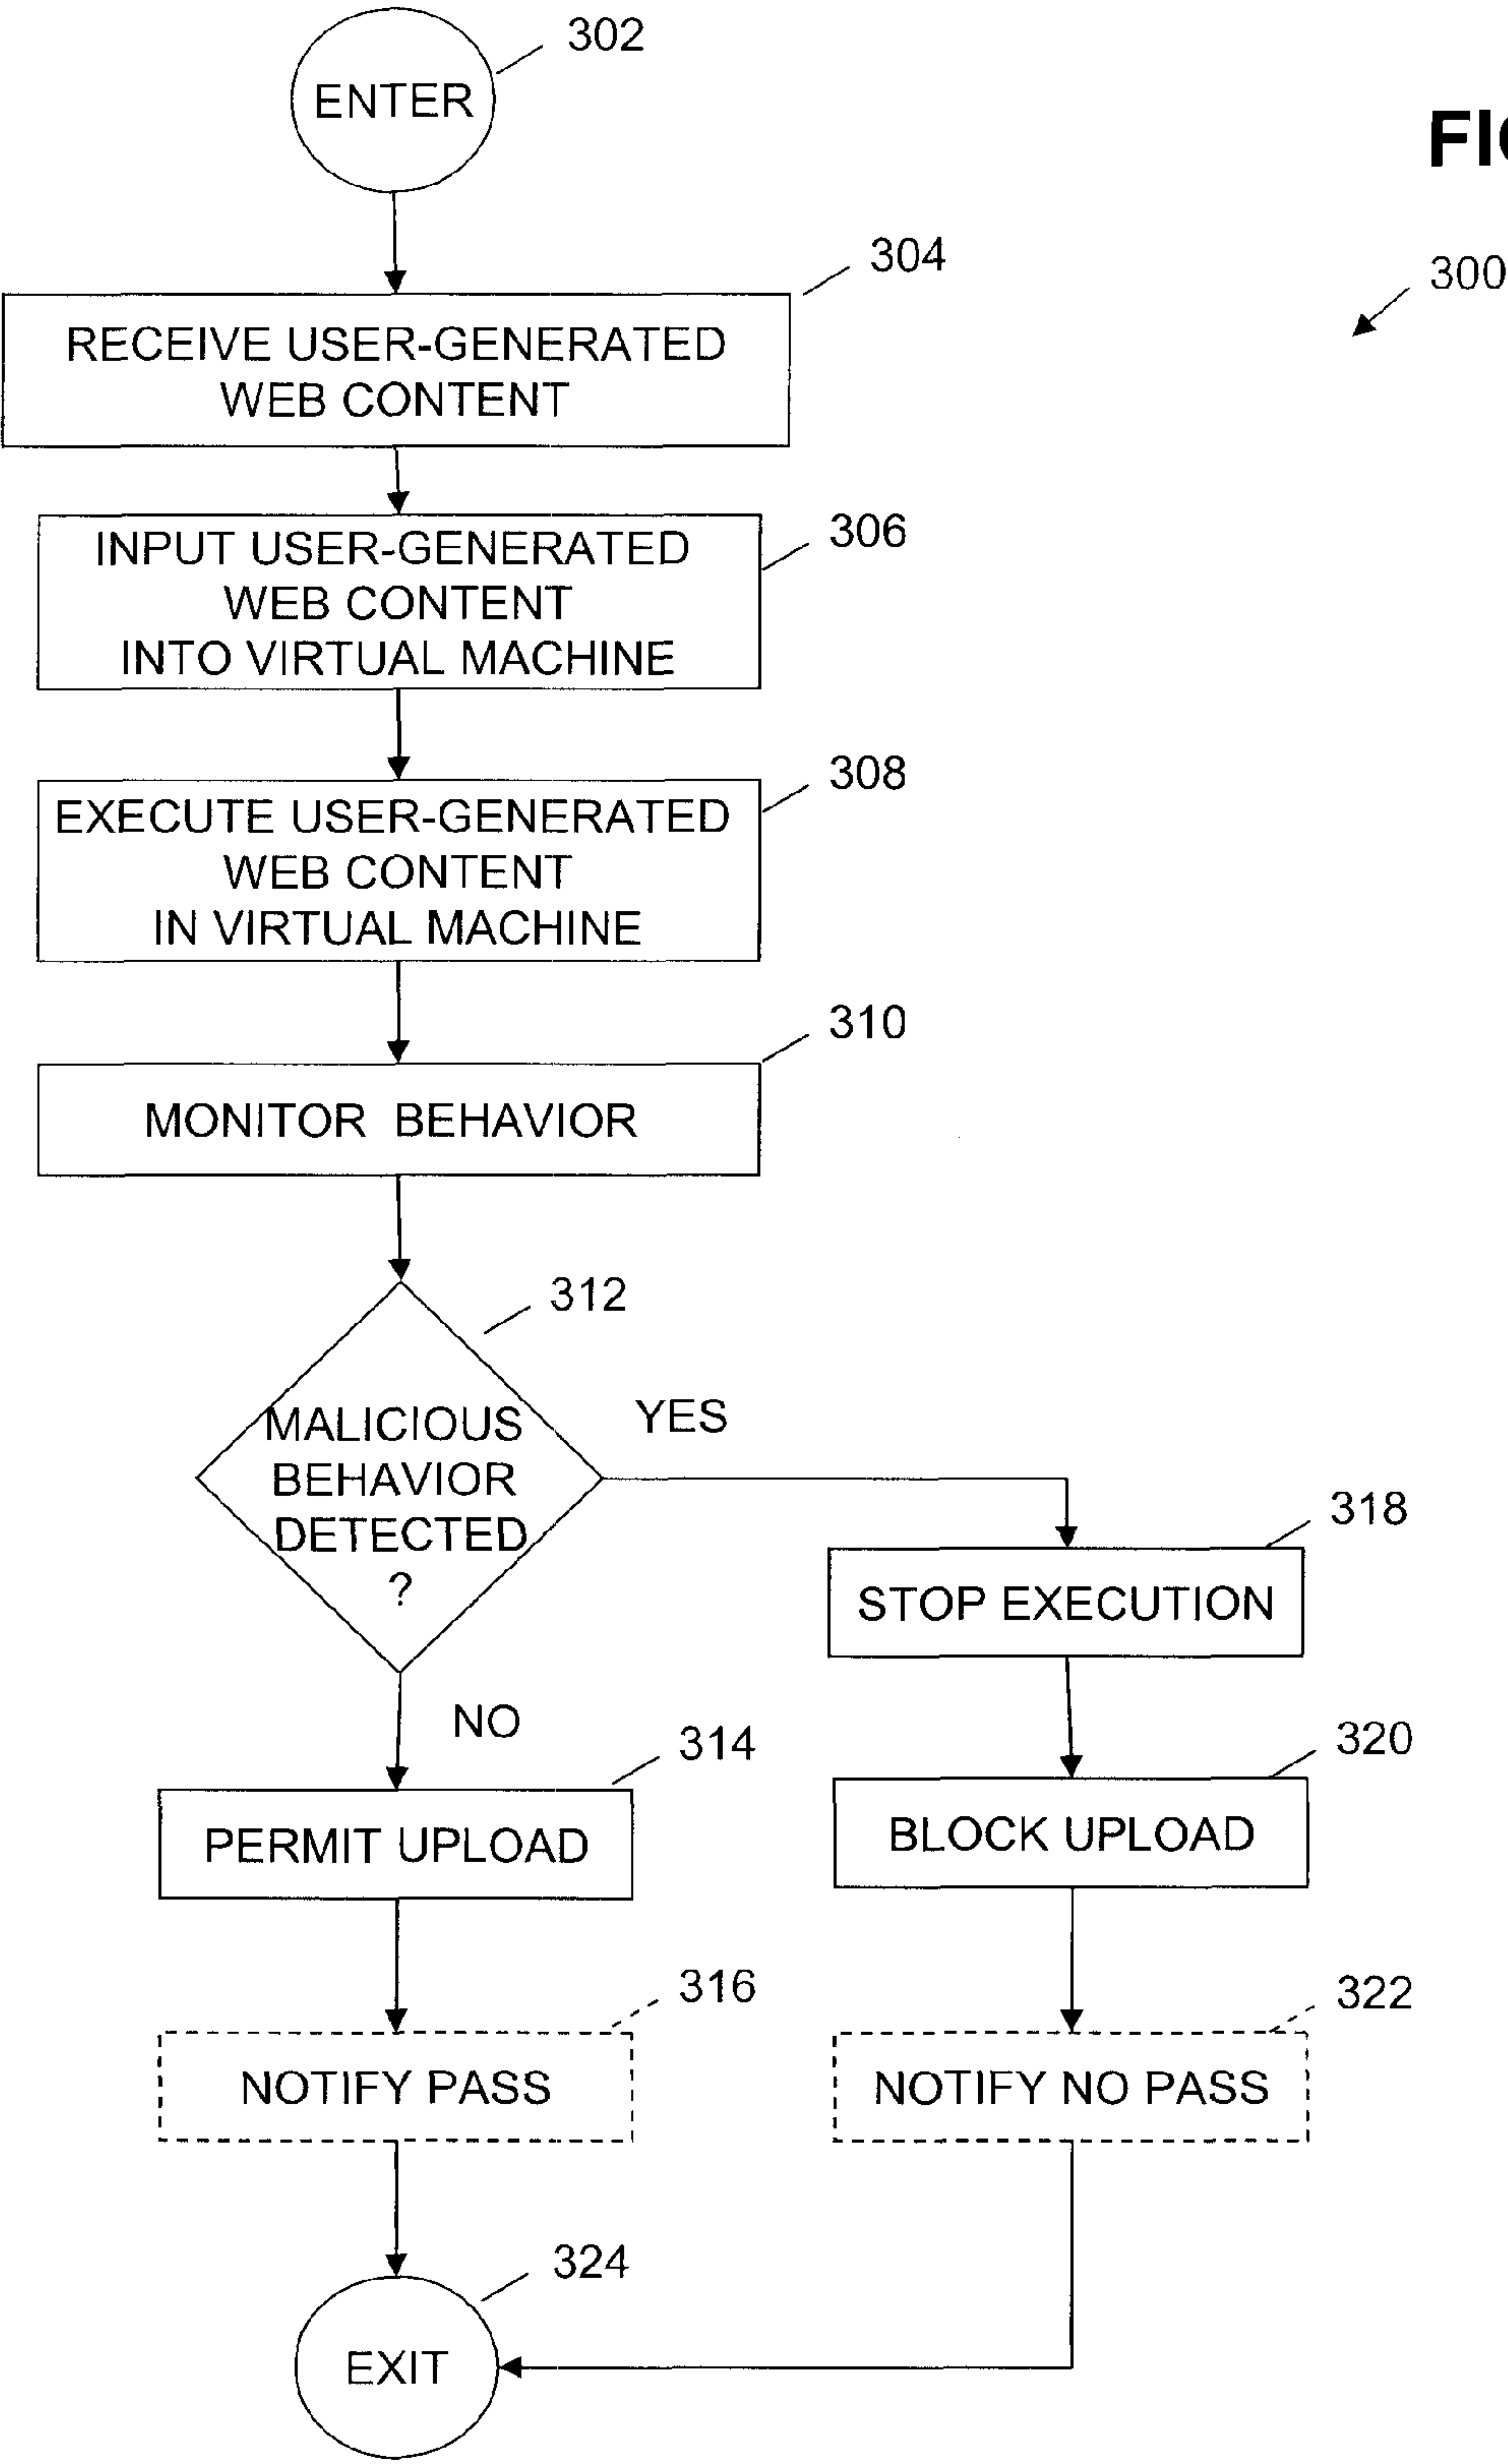 302
ENTER
FIG
304
300
RECEIVE USER-GENERATED
WEB CONTENT
306
INPUT USER-GENERATED
WEB CONTENT
INTO VIRTUAL MACHINE
308
EXECUTE USER-GENERATED
WEB CONTENT
IN VIRTUAL MACHINE
310
MONITOR BEHAVIOR
312
MALICIOUS
BEHAVIOR
DETECTED
?
YES
318
STOP EXECUTION
NO
314
320
PERMIT UPLOAD
BLOCK UPLOAD
316
322
NOTIFY PASS
NOTIFY NO PASS
324
EXIT